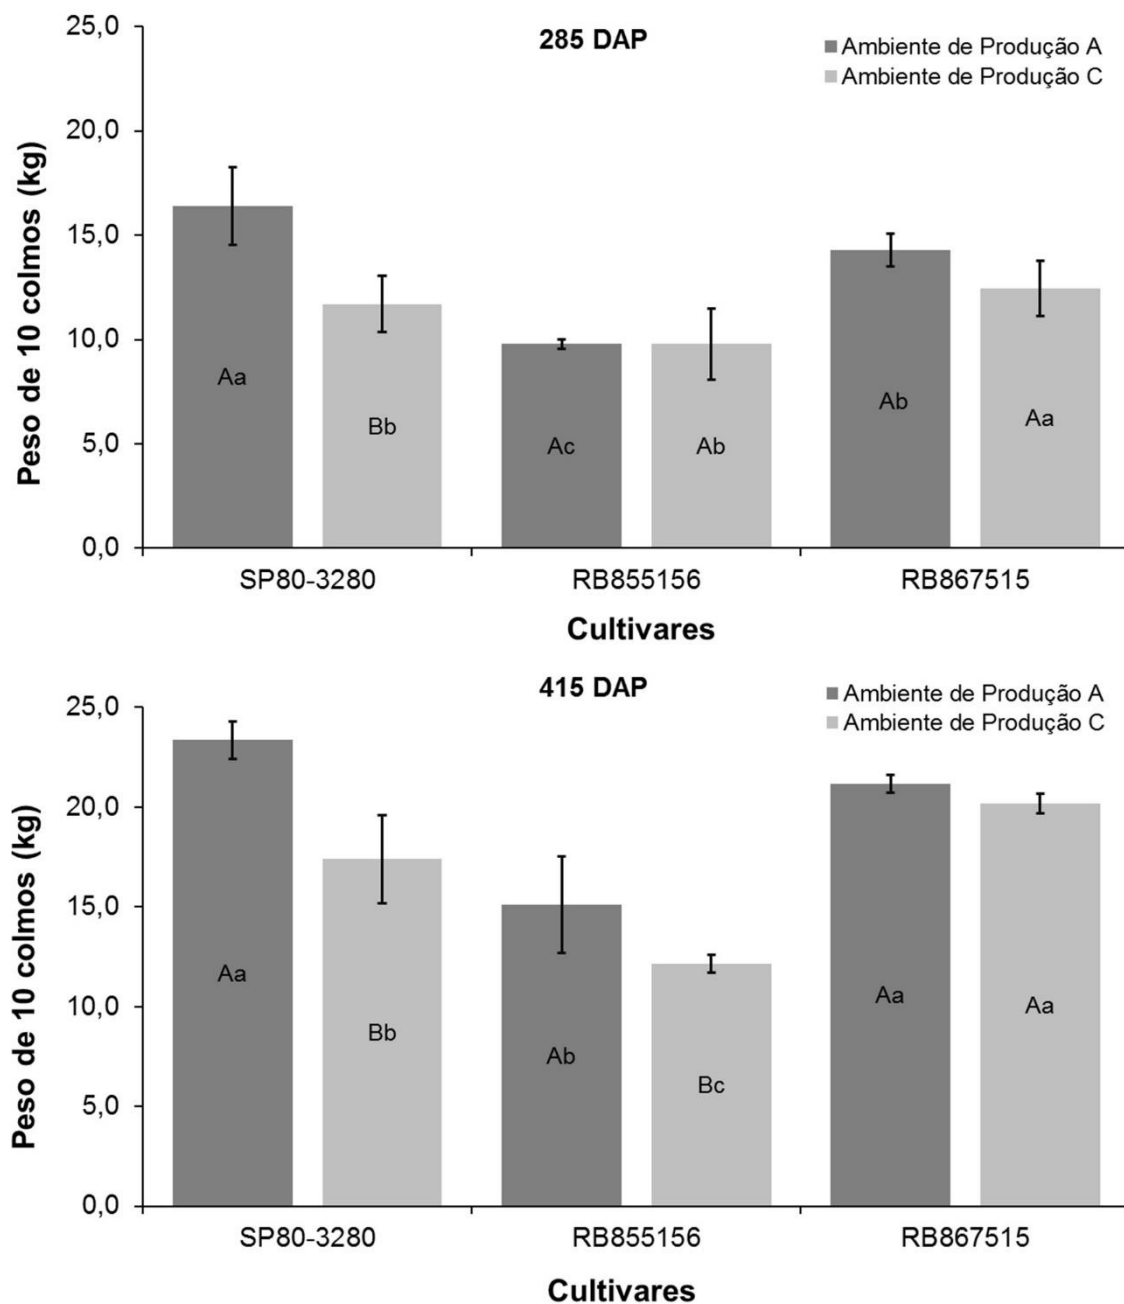 285 DAP
Ambiente de Produção A
Ambiente de Produção C
Peso de 10 colmos (kg)
25,0
20,0
15,0
10,0
5,0
0,0
Aa
Bb
Ac
Ab
Ab
Aa
SP80-3280
RB855156
RB867515
Cultivares
415 DAP
Ambiente de Produção A
Ambiente de Produção C
Peso de 10 colmos (kg)
25,0
20,0
15,0
10,0
5,0
0,0
Aa
Bb
Ab
Bc
Aa
Aa
SP80-3280
RB855156
RB867515
Cultivares